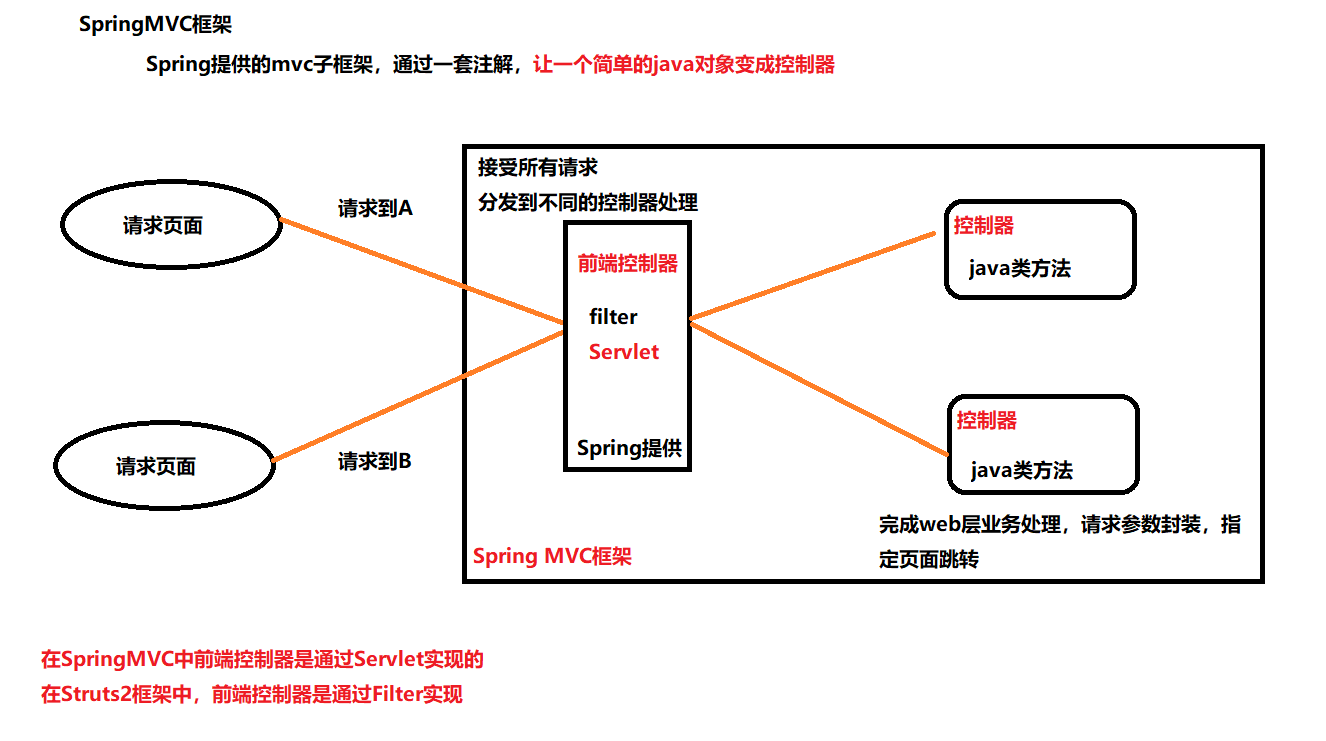 SpringMVC框架
Spring提供的mvc子框架，通过一套注解，让一个简单的java对象变成控制器
接受所有请求
分发到不同的控制器处理
请求页面
请求到A
前端控制器
filter
Servlet
Spring提供
控制器
java类方法
请求页面
请求到B
控制器
java类方法
完成web层业务处理，请求参数封装，指
定页面跳转
Spring MVC框架
在SpringMVC中前端控制器是通过Servlet实现的
在Struts2框架中，前端控制器是通过Filter实现